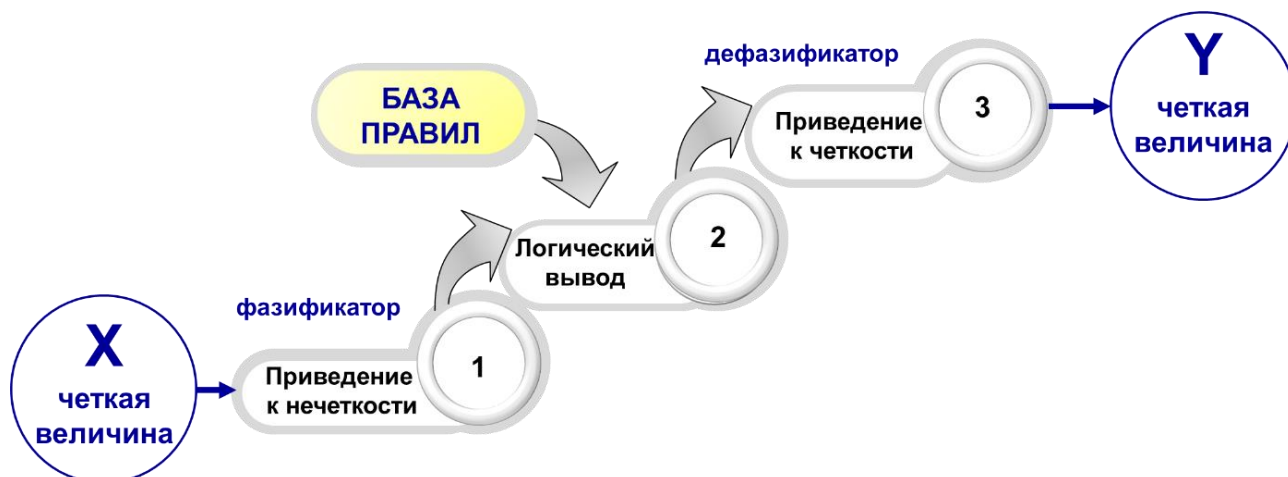 X
четкая
величина
фазификатор
Приведение
к нечеткости
1
БАЗА
ПРАВИЛ
Логический
вывод
2
дефазификатор
Приведение
к четкости
3
Y
четкая
величина